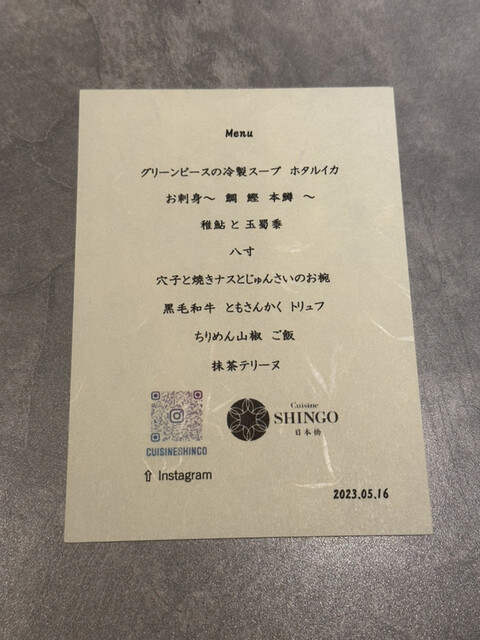 Menu
グリーンピースの冷製スープ ホタルイカ
お刺身～ 鯛 鰹 本鱒 ～
稚鮎 と 玉蜀黍
八寸
穴子と焼きナスとじゅんさいのお椀
黒毛和牛 ともさんかく トリュフ
ちりめん山椒 ご飯
抹茶テリーヌ
Cuisine
SHINGO
日本橋
CUISINESHINGO
⇧ Instagram
2023.05.16